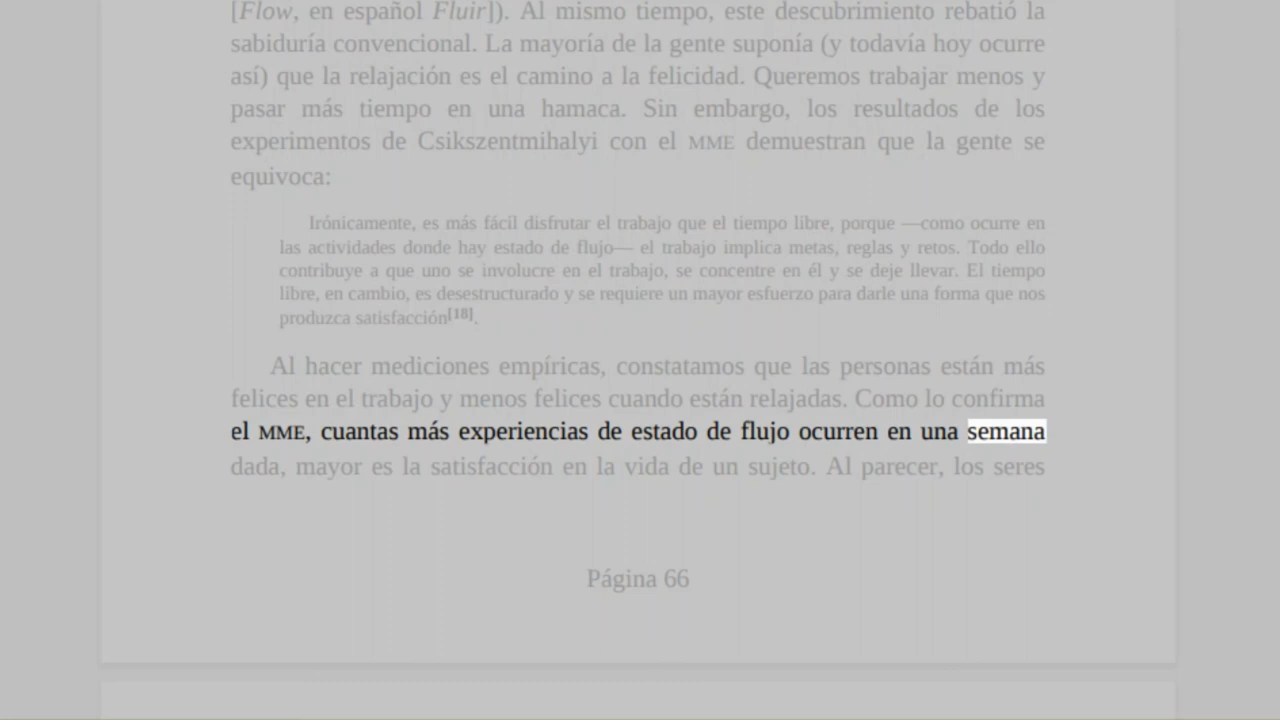 [Flow, en español Fluir]). Al mismo tiempo, este descubrimiento rebatió la
sabiduría convencional. La mayoría de la gente suponía (y todavía hoy ocurre
así) que la relajación es el camino a la felicidad. Queremos trabajar menos y
pasar más tiempo en una hamaca. Sin embargo, los resultados de los
experimentos de Csikszentmihalyi con el MME demuestran que la gente se
equivoca:
Irónicamente, es más fácil disfrutar el trabajo que el tiempo libre, porque —como ocurre en
las actividades donde hay estado de flujo— el trabajo implica metas, reglas y retos. Todo ello
contribuye a que uno se involucre en el trabajo, se concentre en él y se deje llevar. El tiempo
libre, en cambio, es desestructurado y se requiere un mayor esfuerzo para darle una forma que nos
produzca satisfacción[18].
Al hacer mediciones empíricas, constatamos que las personas están más
felices en el trabajo y menos felices cuando están relajadas. Como lo confirma
el MME, cuantas más experiencias de estado de flujo ocurren en una semana
dada, mayor es la satisfacción en la vida de un sujeto. Al parecer, los seres
Página 66